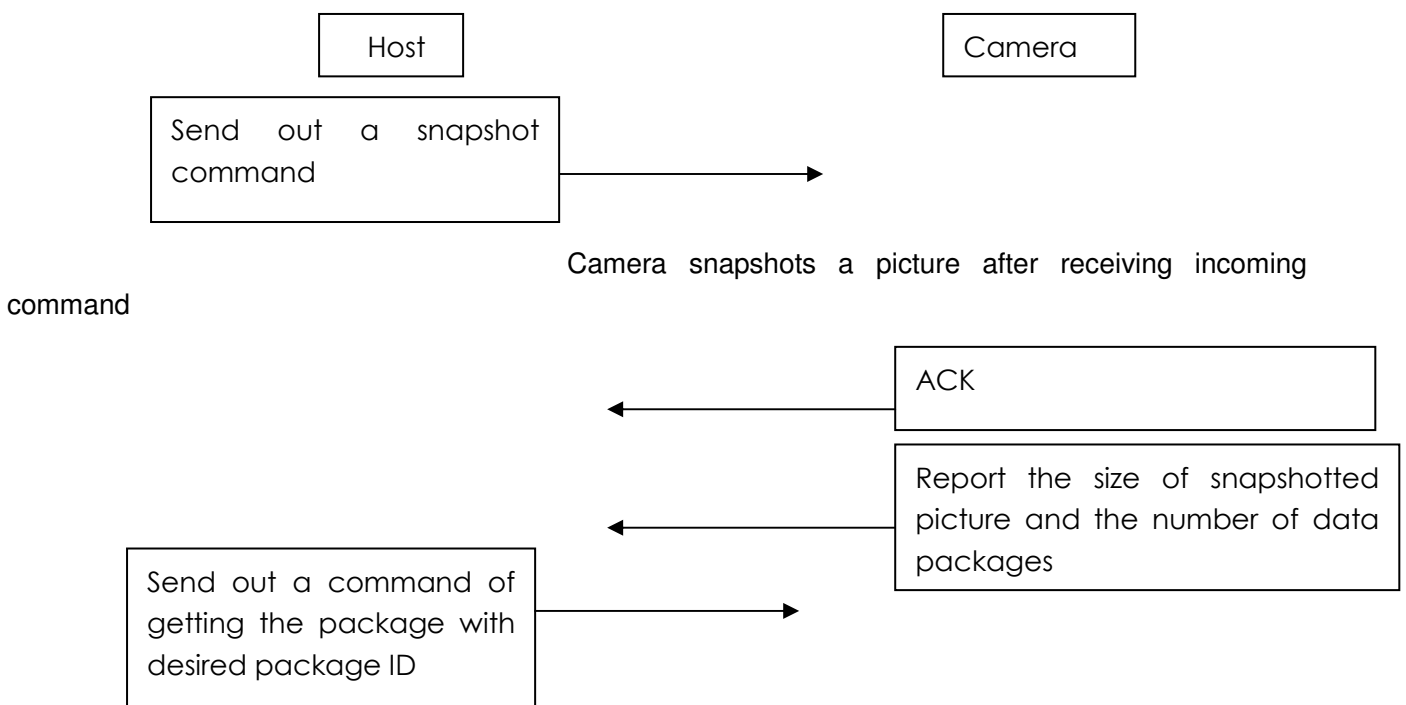 Host
Camera
Send out a snapshot
command
Camera snapshots a picture after receiving incoming
command
ACK
Report the size of snapshotted
picture and the number of data
packages
Send out a command of
getting the package with
desired package ID